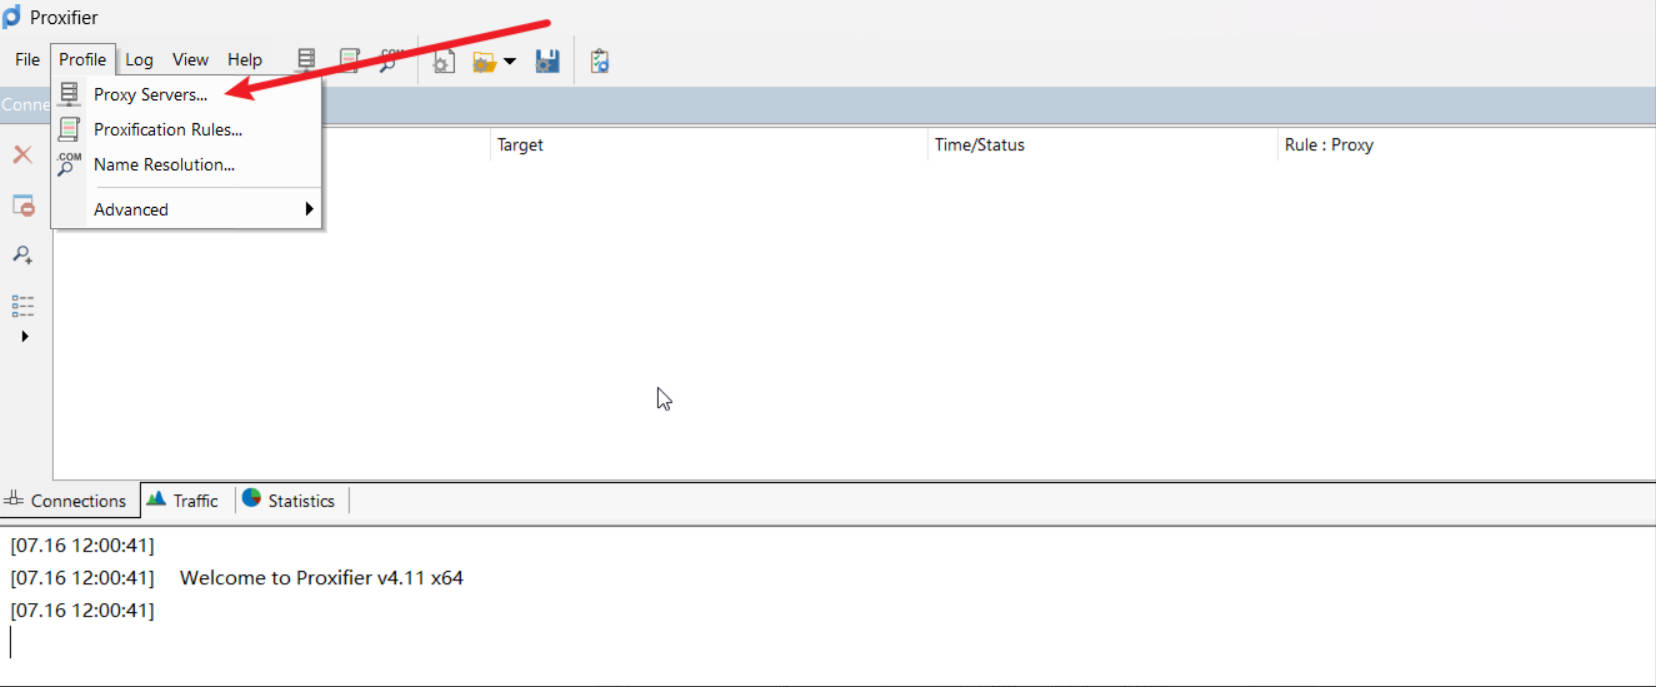 Proxifier
File Profile Log View Help
Proxy Servers...
Conne
Proxification Rules...
.COM
Name Resolution...
Advanced
Target Time/Status Rule : Proxy
Connections Traffic Statistics
[07.16 12:00:41]
[07.16 12:00:41] Welcome to Proxifier v4.11 x64
[07.16 12:00:41]